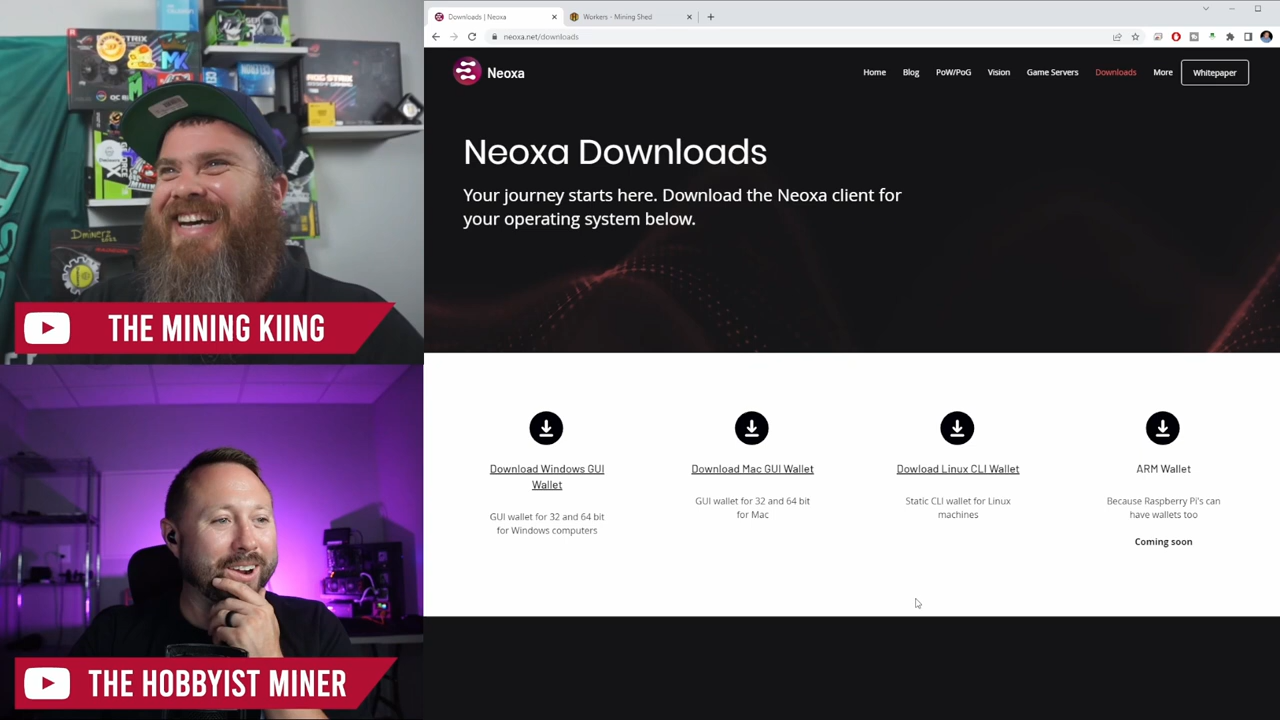 Downloads | Neoxa
Workers - Mining Shed
neoxa.net/downloads
Neoxa
Home
Blog
PoW/PoG
Vision
Game Servers
Downloads
More
Whitepaper
Neoxa Downloads
Your journey starts here. Download the Neoxa client for
your operating system below.
Download Windows GUI
Wallet
GUI wallet for 32 and 64 bit
for Windows computers
Download Mac GUI Wallet
GUI wallet for 32 and 64 bit
for Mac
Dowload Linux CLI Wallet
Static CLI wallet for Linux
machines
ARM Wallet
Because Raspberry Pi's can
have wallets too
Coming soon
MK
Dminerz
THE MINING KIING
THE HOBBYIST MINER